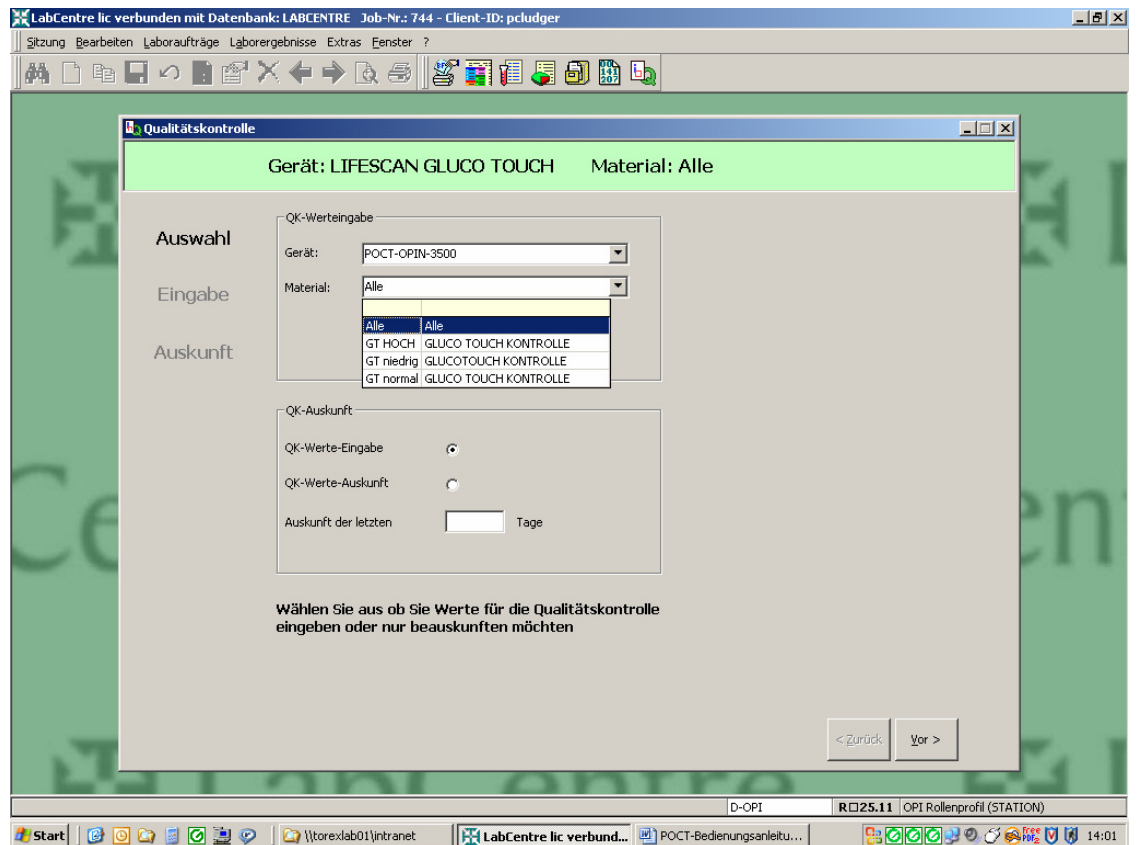 LabCentre lic verbunden mit Datenbank: LABCENTRE Job-Nr.: 744 - Client-ID: pcludger
Sitzung Bearbeiten Laboraufträge Laborergebnisse Extras Fenster ?
Qualitätskontrolle
Gerät: LIFESCAN GLUCO TOUCH Material: Alle
Auswahl
Eingabe
Auskunft
QK-Werteingabe
Gerät: POCT-OPIN-3500
Material: Alle
Alle Alle
GT HOCH GLUCO TOUCH KONTROLLE
GT niedrig GLUCOTOUCH KONTROLLE
GT normal GLUCO TOUCH KONTROLLE
QK-Auskunft
QK-Werte-Eingabe
QK-Werte-Auskunft
Auskunft der letzten Tage
Wählen Sie aus ob Sie Werte für die Qualitätskontrolle
eingeben oder nur beauskunften möchten
< Zurück Vor >
LabCentre
D-OPI R□25.11 OPI Rollenprofil (STATION)
Start \\torexlab01\intranet LabCentre lic verbund... POCT-Bedienungsanleitu... 14:01